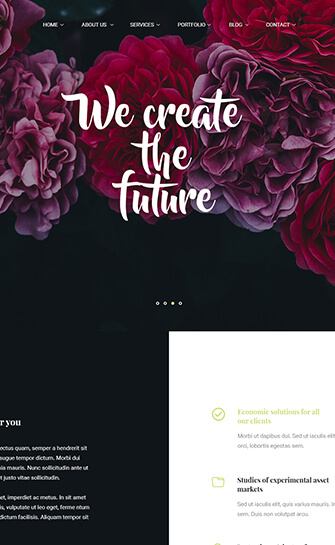 HOME ABOUT US SERVICES PORTFOLIO BLOG CONTACT
We create
the
future
r you
ectus quam, semper a hendrerit sit
augue tempor dictum. Morbi dui
nia mauris. Nunc sollicitudin ante ut
t justo vitae sollicitudin.
et, imperdiet ac metus. In sit amet
s, vulputate ut leo eget, ferme ntum
dictum facilisis. Aliquam tempor sit
Economic solutions for all
our clients
Morbi ut dapibus dui. Sed ut iaculis elit
orci, lobortis egestas sem.
Studies of experimental asset
markets
Sed ut iaculis elit, quis varius mauris. I
sem. Duis non volutpat arcu.